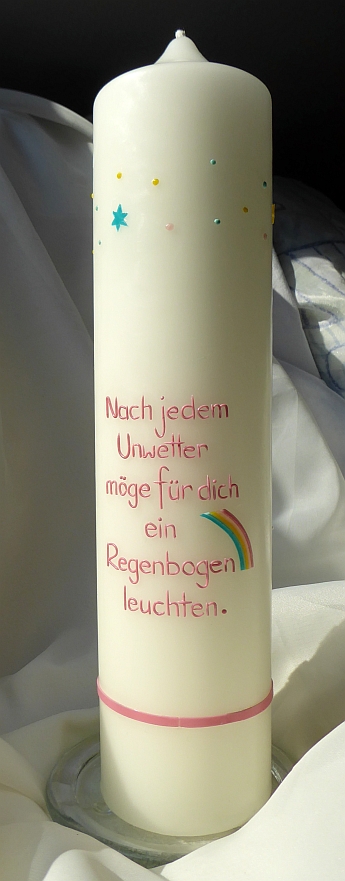 Nach jedem
Unwetter
möge für dich
ein
Regenbogen
leuchten.